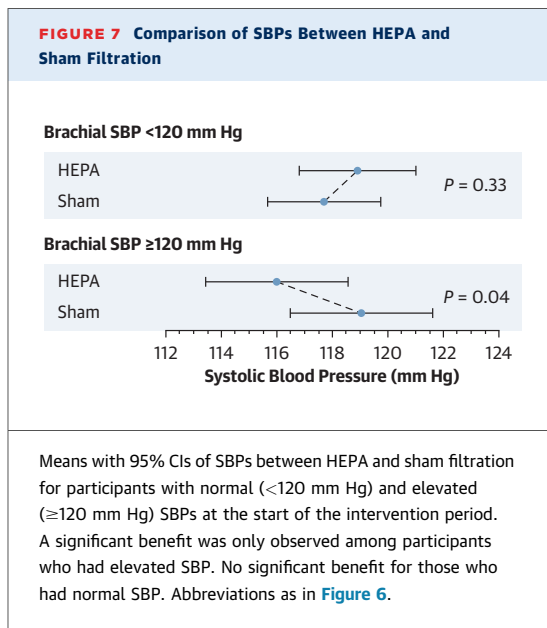 FIGURE 7 Comparison of SBPs Between HEPA and
Sham Filtration
Brachial SBP <120 mm Hg
HEPA
P = 0.33
Sham
Brachial SBP ≥120 mm Hg
HEPA
P = 0.04
Sham
112 114 116 118 120 122 124
Systolic Blood Pressure (mm Hg)
Means with 95% CIs of SBPs between HEPA and sham filtration
for participants with normal (<120 mm Hg) and elevated
(≥120 mm Hg) SBPs at the start of the intervention period.
A significant benefit was only observed among participants
who had elevated SBP. No significant benefit for those who
had normal SBP. Abbreviations as in Figure 6.